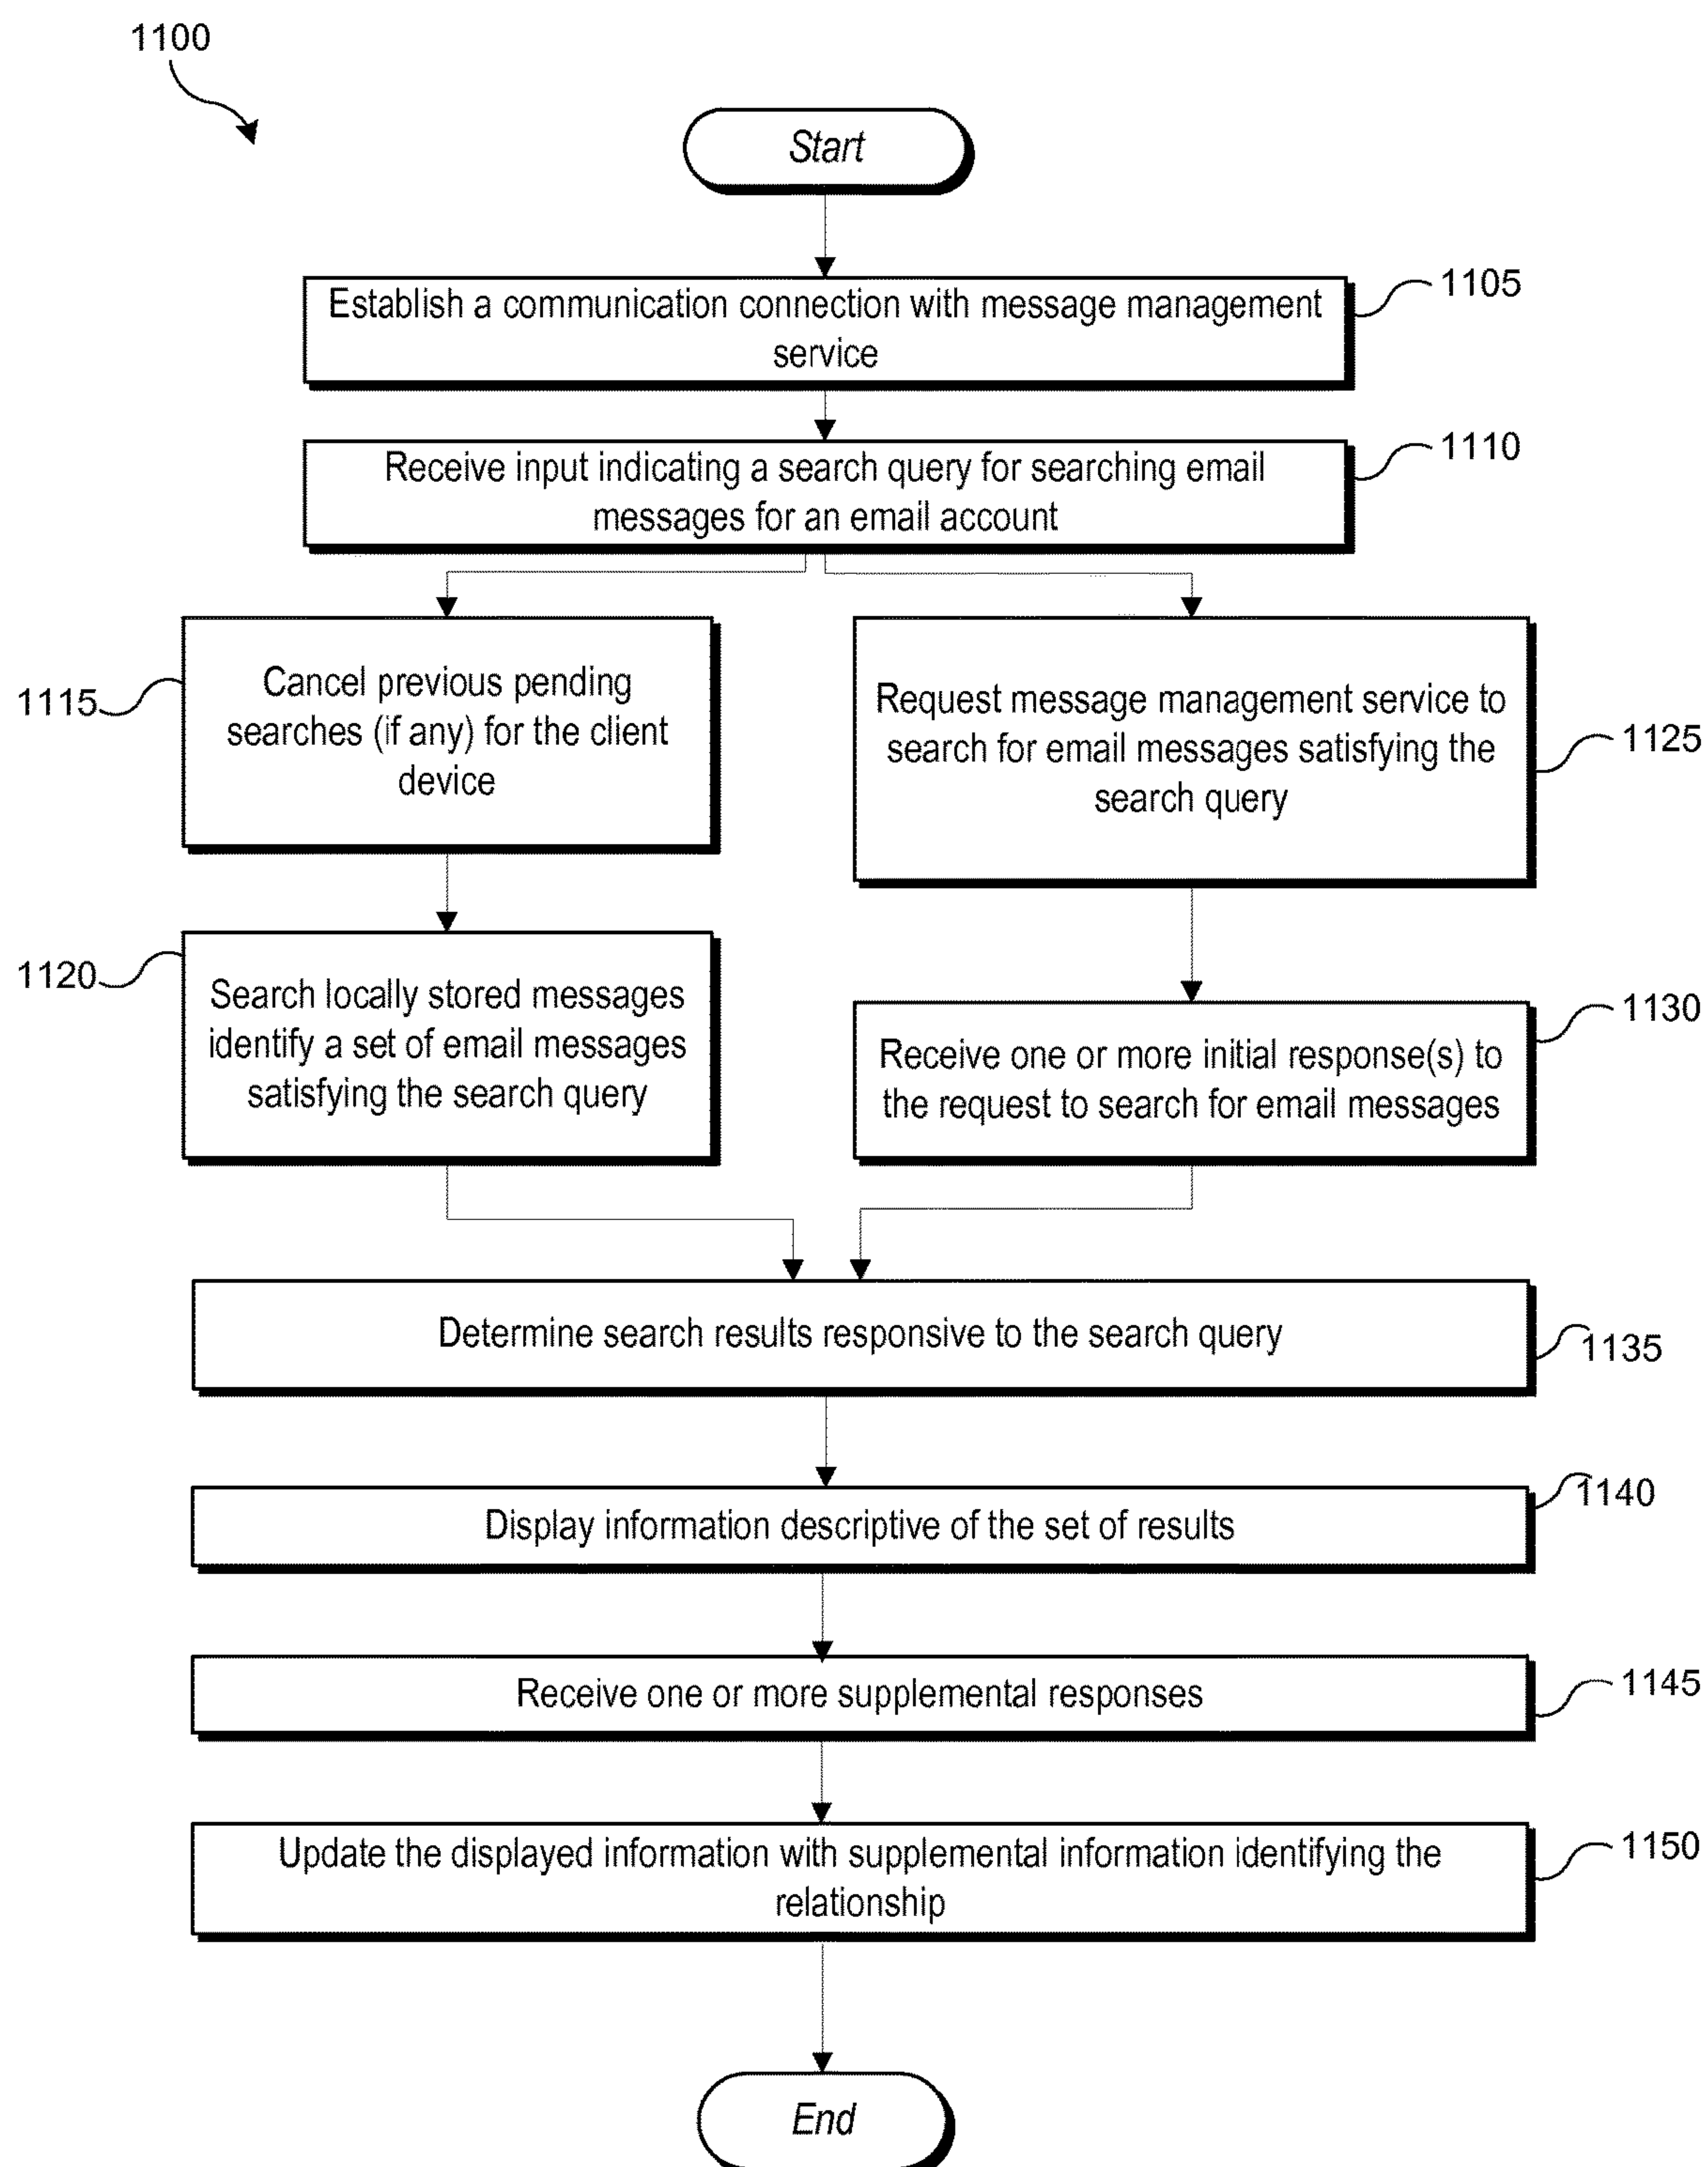 1100
Start
Establish a communication connection with message management
service
1105
Receive input indicating a search query for searching email
messages for an email account
1110
Cancel previous pending
searches (if any) for the client
device
1115
Request message management service to
search for email messages satisfying the
search query
1125
Search locally stored messages
identify a set of email messages
satisfying the search query
1120
Receive one or more initial response(s) to
the request to search for email messages
1130
Determine search results responsive to the search query
1135
Display information descriptive of the set of results
1140
Receive one or more supplemental responses
1145
Update the displayed information with supplemental information identifying the
relationship
1150
End